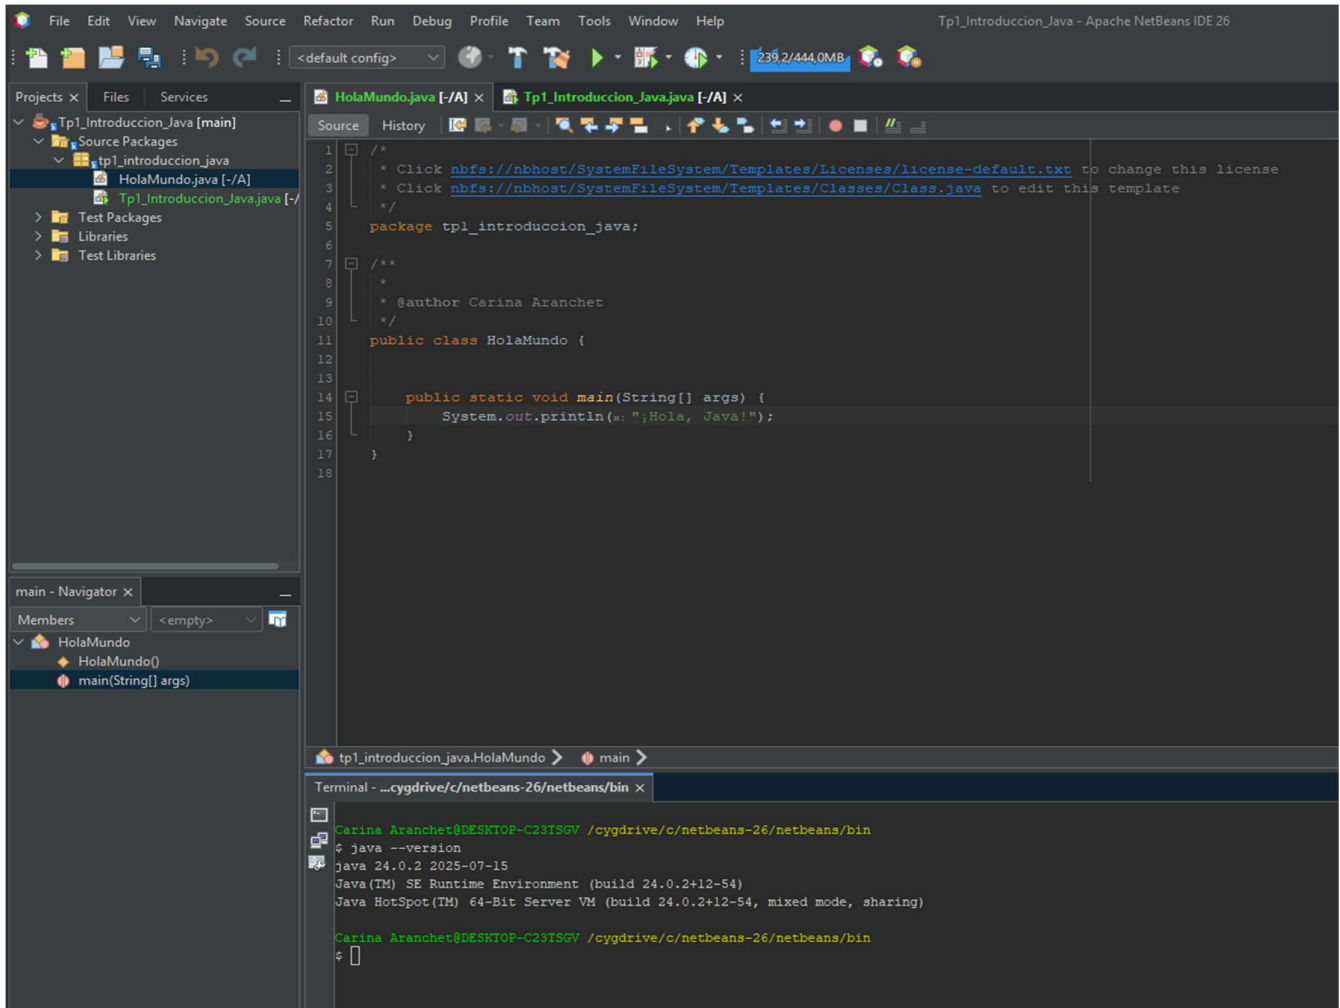 File Edit View Navigate Source Refactor Run Debug Profile Team Tools Window Help
Tp1_Introduccion_Java - Apache NetBeans IDE 26
<default config>
239,2/444,0MB
Projects Files Services
Tp1_Introduccion_Java [main]
Source Packages
tp1_introduccion_java
HolaMundo.java [-/A]
Tp1_Introduccion_Java.java [-/
Test Packages
Libraries
Test Libraries
main - Navigator
Members <empty>
HolaMundo
HolaMundo()
main(String[] args)
HolaMundo.java [-/A] Tp1_Introduccion_Java.java [-/A]
Source History
1 /*
2 * Click nbfs://nbhost/SystemFileSystem/Templates/Licenses/license-default.txt to change this license
3 * Click nbfs://nbhost/SystemFileSystem/Templates/Classes/Class.java to edit this template
4 */
5 package tp1_introduccion_java;
6
7 /**
8 *
9 * @author Carina Aranchet
10 */
11 public class HolaMundo {
12
13
14 public static void main(String[] args) {
15 System.out.println(x: "¡Hola, Java!");
16 }
17 }
18
tp1_introduccion_java.HolaMundo main
Terminal - ...cygdrive/c/netbeans-26/netbeans/bin
Carina Aranchet@DESKTOP-C23TSGV /cygdrive/c/netbeans-26/netbeans/bin
$ java --version
java 24.0.2 2025-07-15
Java(TM) SE Runtime Environment (build 24.0.2+12-54)
Java HotSpot(TM) 64-Bit Server VM (build 24.0.2+12-54, mixed mode, sharing)
Carina Aranchet@DESKTOP-C23TSGV /cygdrive/c/netbeans-26/netbeans/bin
$